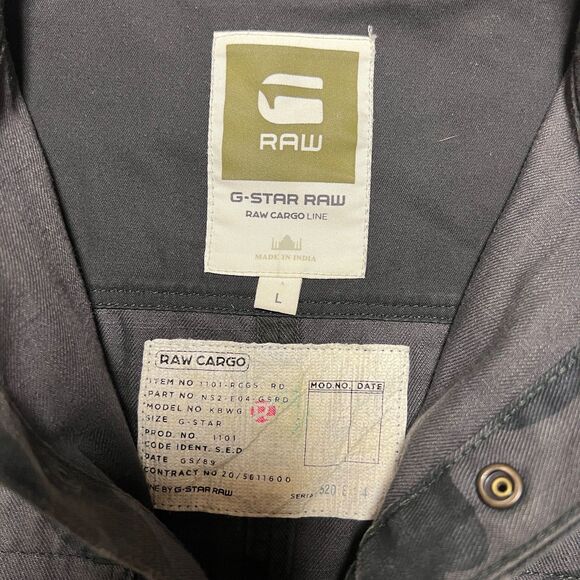 RAW
G-STAR RAW
RAW CARGO LINE
MADE IN INDIA
L
RAW CARGO
ITEM NO 1101-RCGS. RD
PART NO NS2-E04-GSRD
MODEL NO KBWG
SIZE G-STAR
PROD. NO 1101
CODE IDENT. S.E.D
DATE GS/89
CONTRACT NO 20/5611600
BY G-STAR RAW
MOD.NO. DATE
520
4